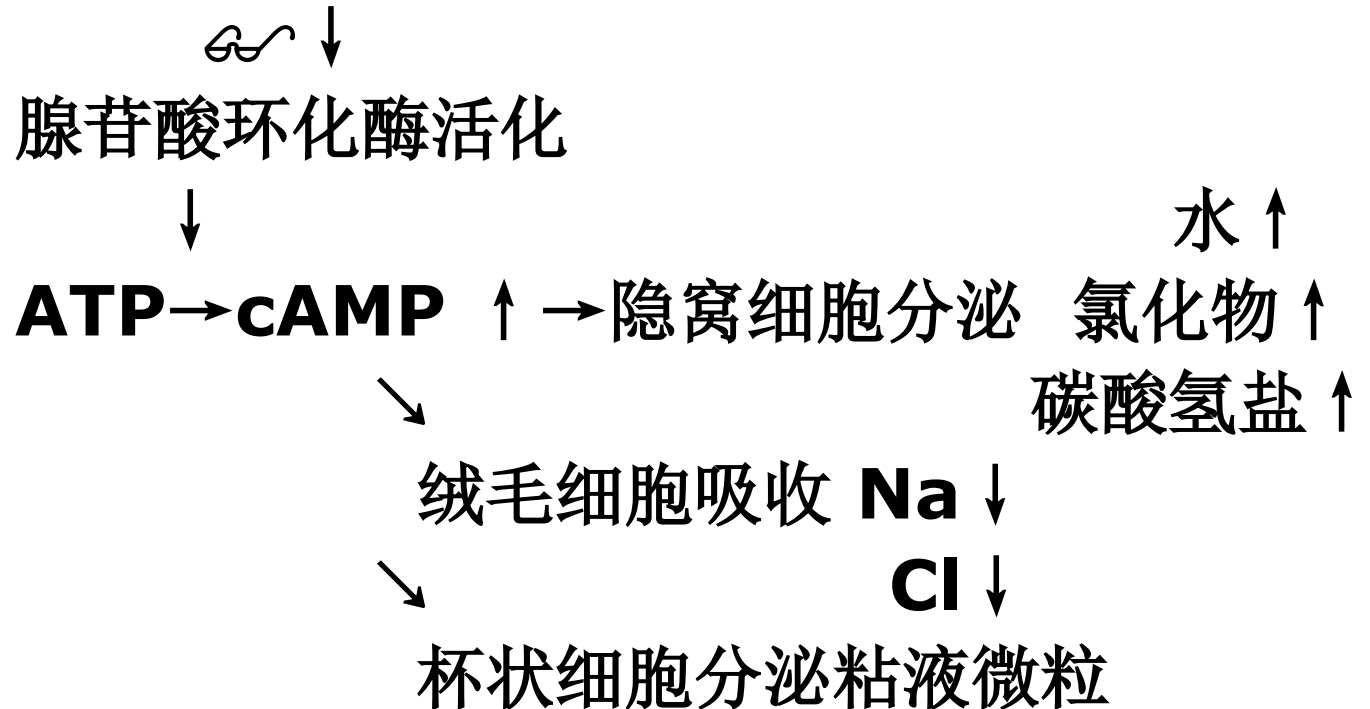 👓 ↓
腺苷酸环化酶活化
↓
水 ↑
ATP→cAMP ↑ →隐窝细胞分泌 氯化物 ↑
碳酸氢盐 ↑
↘
绒毛细胞吸收 Na ↓
↘ Cl ↓
杯状细胞分泌粘液微粒